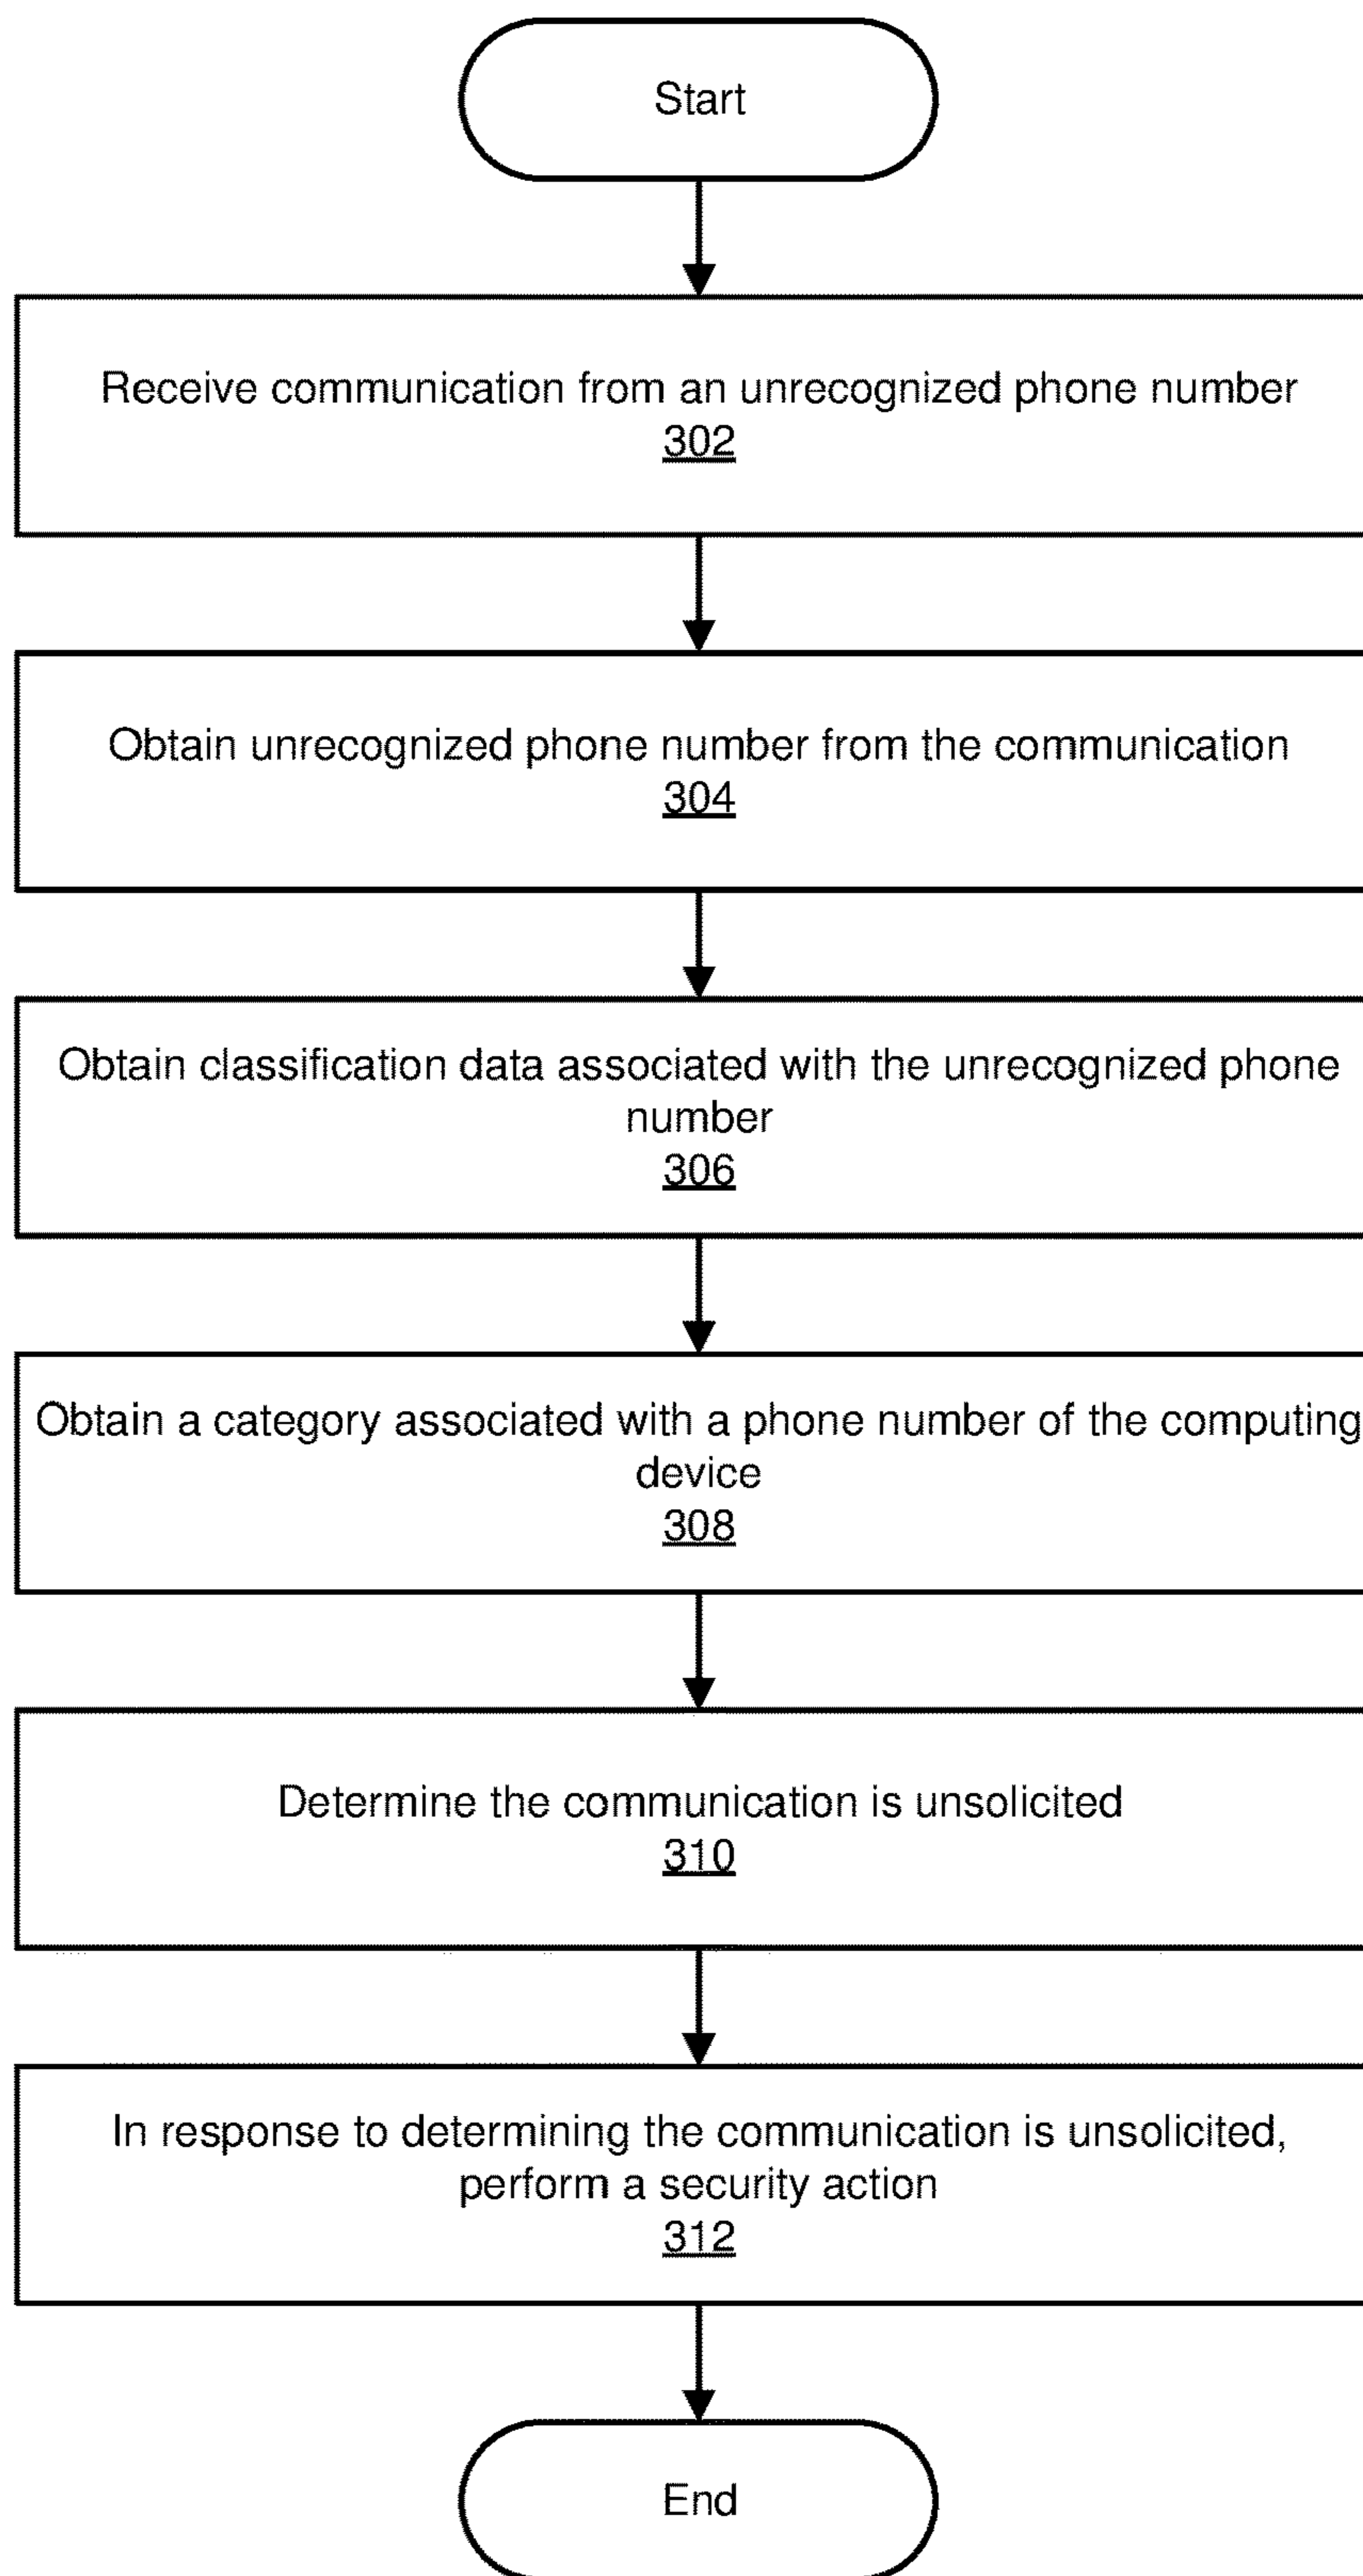 Start
Receive communication from an unrecognized phone number
302
Obtain unrecognized phone number from the communication
304
Obtain classification data associated with the unrecognized phone
number
306
Obtain a category associated with a phone number of the computing
device
308
Determine the communication is unsolicited
310
In response to determining the communication is unsolicited,
perform a security action
312
End